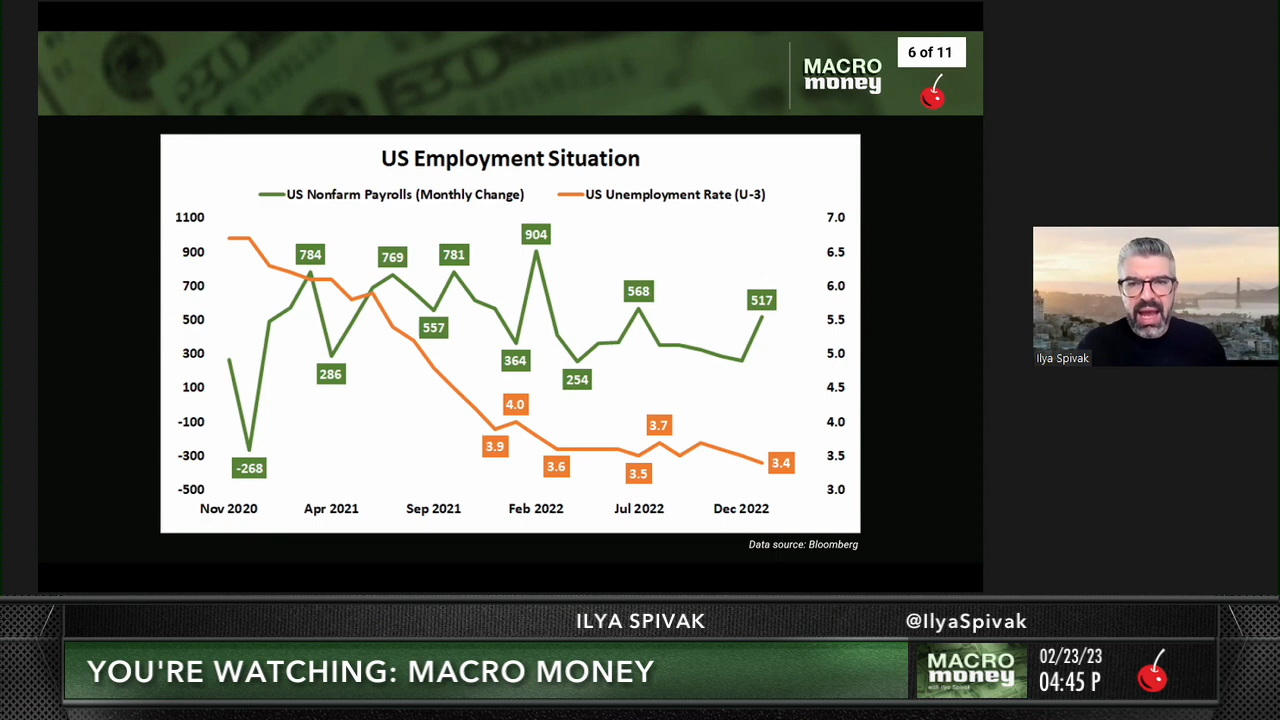 MACRO
money
6 of 11
US Employment Situation
US Nonfarm Payrolls (Monthly Change)
US Unemployment Rate (U-3)
1100
900
700
500
300
100
-100
-300
-500
7.0
6.5
6.0
5.5
5.0
4.5
4.0
3.5
3.0
-268
784
286
769
557
781
364
904
254
568
517
3.9
4.0
3.6
3.5
3.7
3.4
Nov 2020
Apr 2021
Sep 2021
Feb 2022
Jul 2022
Dec 2022
Data source: Bloomberg
Ilya Spivak
ILYA SPIVAK
@IlyaSpivak
YOU'RE WATCHING: MACRO MONEY
MACRO
money
with Ilya Spivak
02/23/23
04:45 P